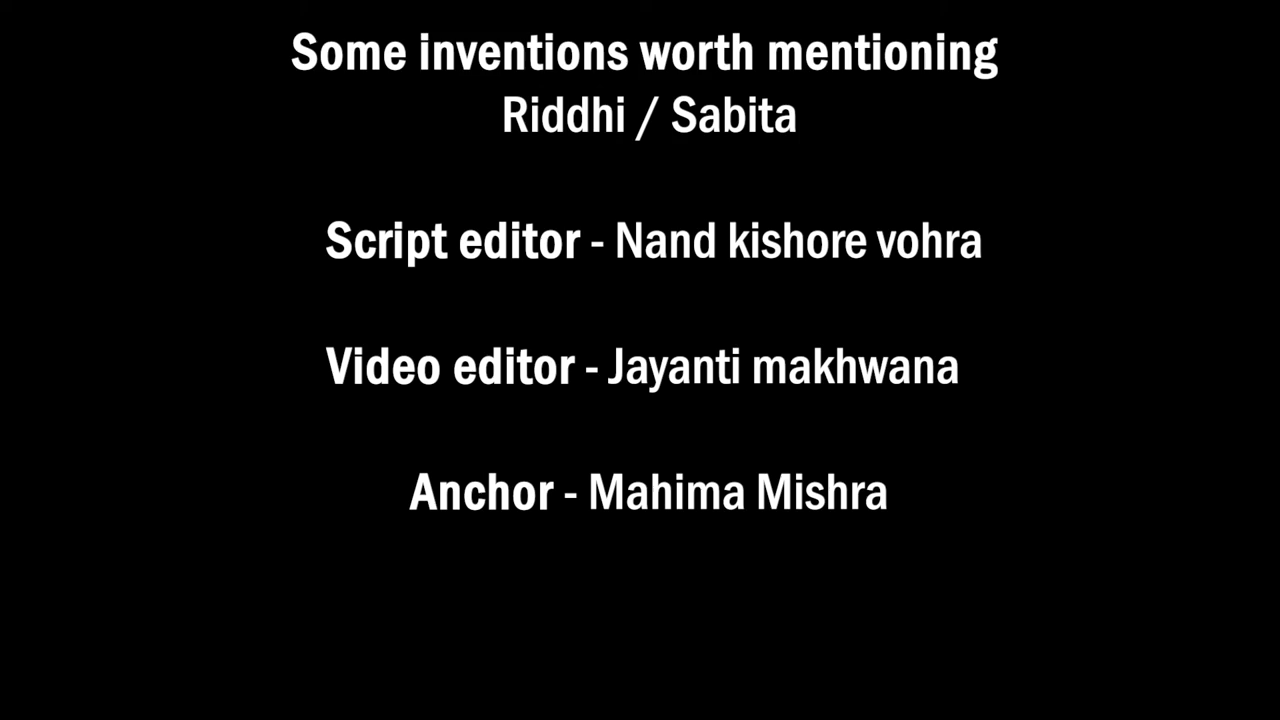 Some inventions worth mentioning
Riddhi / Sabita
Script editor - Nand kishore vohra
Video editor - Jayanti makhwana
Anchor - Mahima Mishra